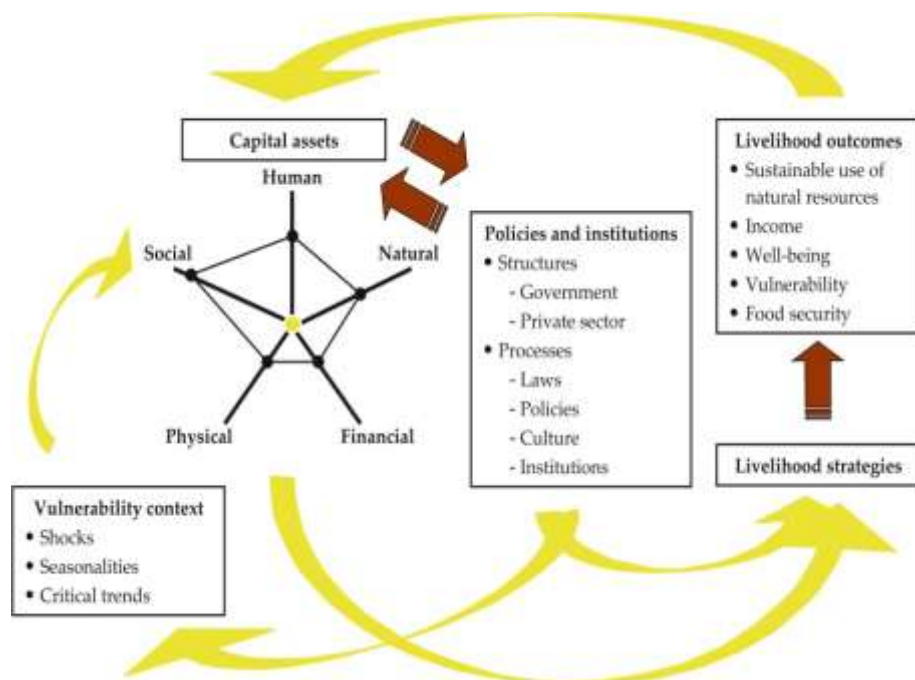 Capital assets
Human
Social
Natural
Physical
Financial
Vulnerability context
• Shocks
• Seasonalities
• Critical trends
Policies and institutions
• Structures
- Government
- Private sector
• Processes
- Laws
- Policies
- Culture
- Institutions
Livelihood outcomes
• Sustainable use of
natural resources
• Income
• Well-being
• Vulnerability
• Food security
Livelihood strategies